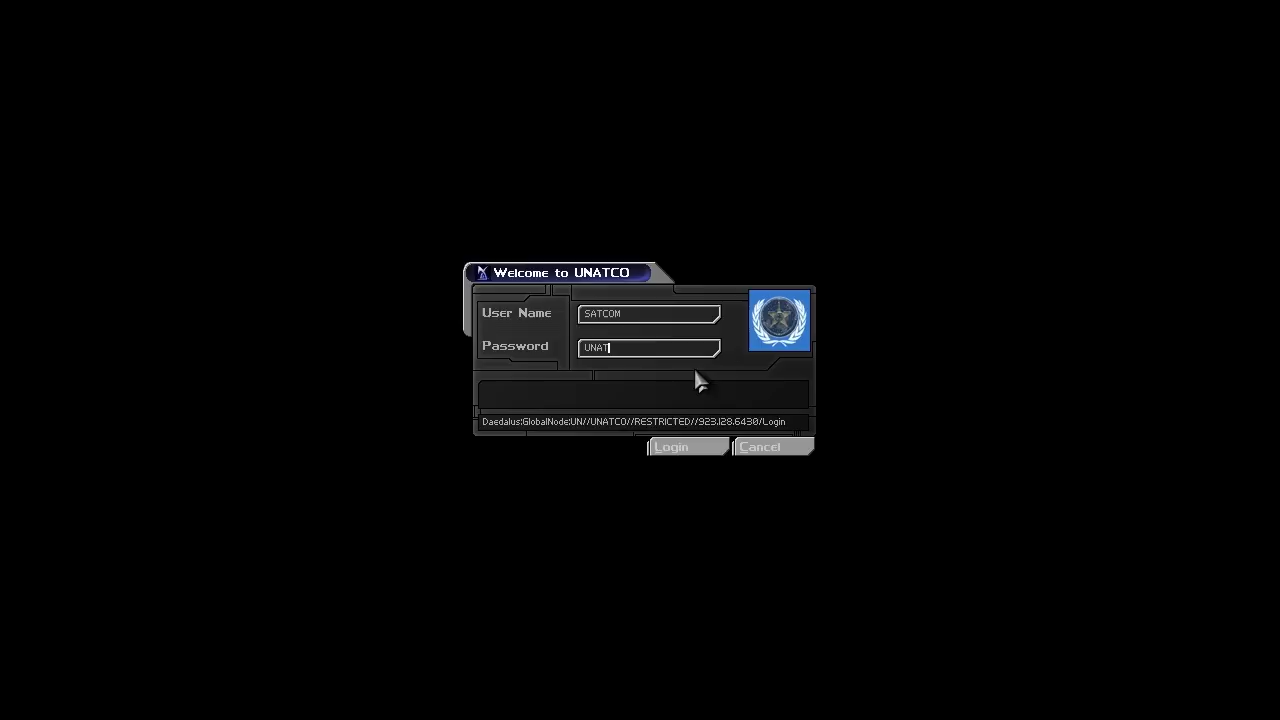 Welcome to UNATCO
User Name SATCOM
Password UNAT
Daedalus:GlobalNode:UN//UNATCO//RESTRICTED//923.128.6430/Login
Login Cancel